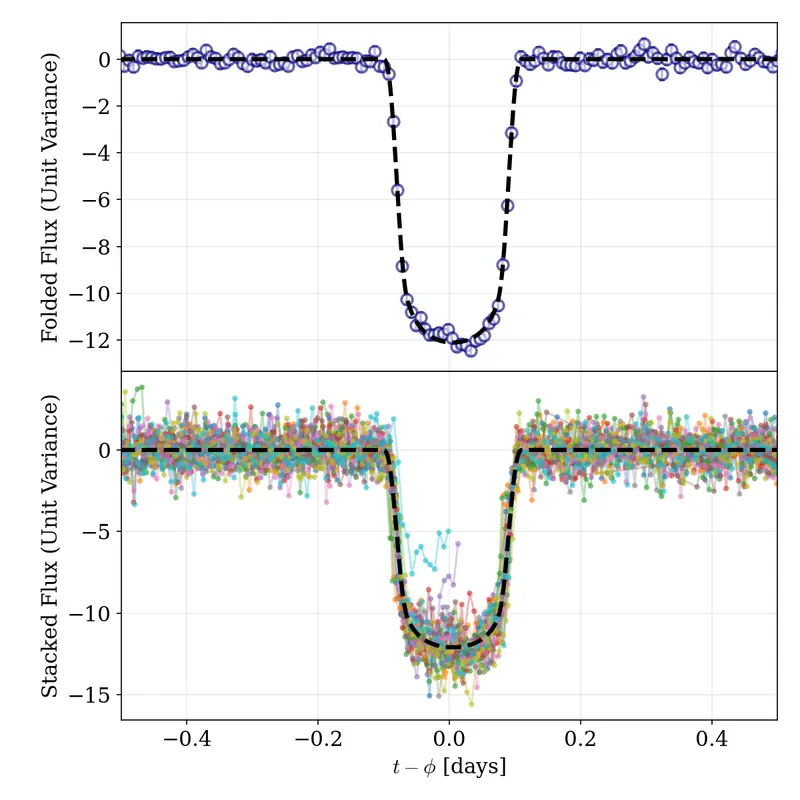 Folded Flux (Unit Variance)
0
−2
−4
−6
−8
−10
−12
Stacked Flux (Unit Variance)
0
−5
−10
−15
−0.4 −0.2 0.0 0.2 0.4
t − ϕ [days]